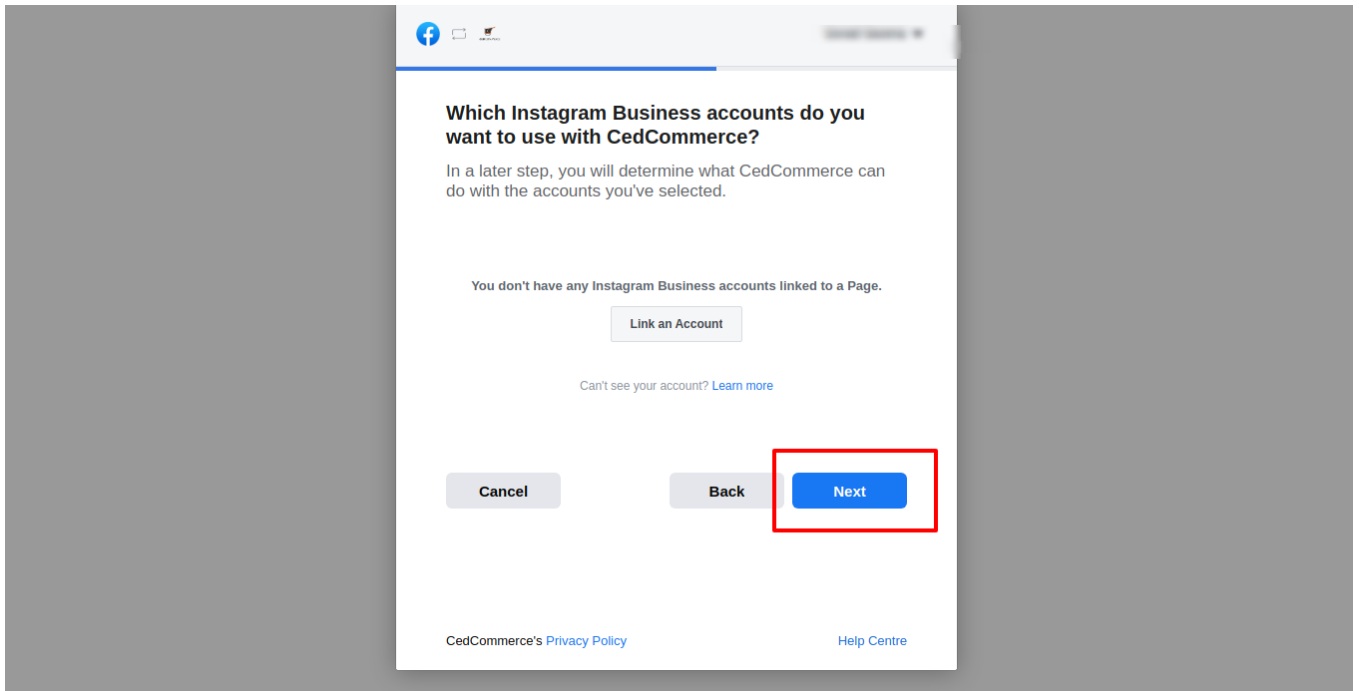 Which Instagram Business accounts do you
want to use with CedCommerce?
In a later step, you will determine what CedCommerce can
do with the accounts you've selected.
You don't have any Instagram Business accounts linked to a Page.
Link an Account
Can't see your account? Learn more
Cancel Back Next
CedCommerce's Privacy Policy Help Centre